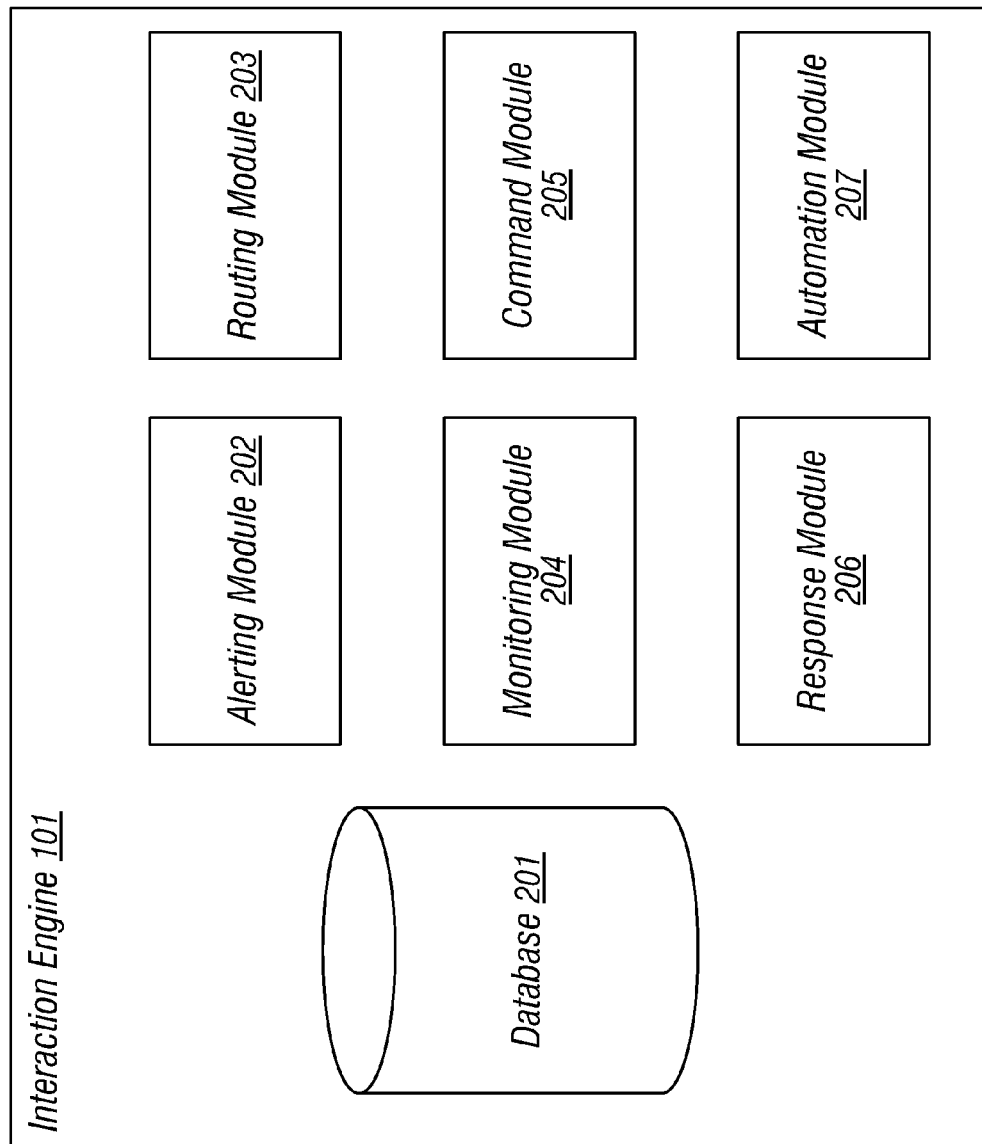 Interaction Engine 101
Database 201
Alerting Module 202
Routing Module 203
Monitoring Module
204
Command Module
205
Response Module
206
Automation Module
207